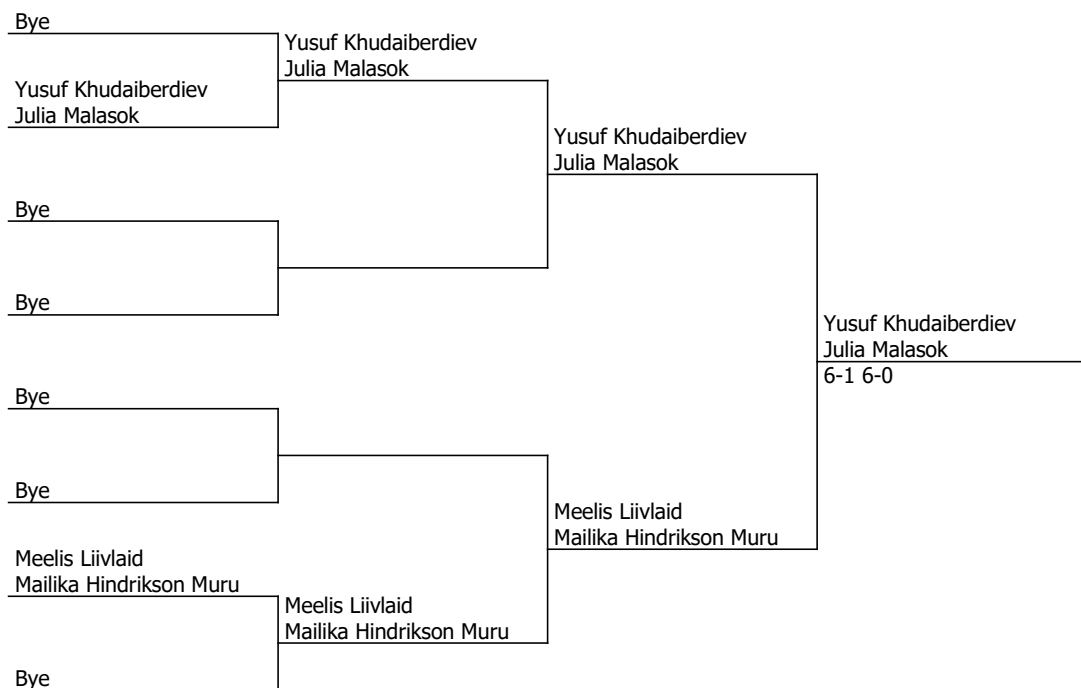 Bye
Yusuf Khudaiberdiev
Julia Malasok
Bye
Bye
Bye
Bye
Meelis Liivlaid
Mailika Hindrikson Muru
Bye
Yusuf Khudaiberdiev
Julia Malasok
Meelis Liivlaid
Mailika Hindrikson Muru
Yusuf Khudaiberdiev
Julia Malasok
Meelis Liivlaid
Mailika Hindrikson Muru
Yusuf Khudaiberdiev
Julia Malasok
6-1 6-0